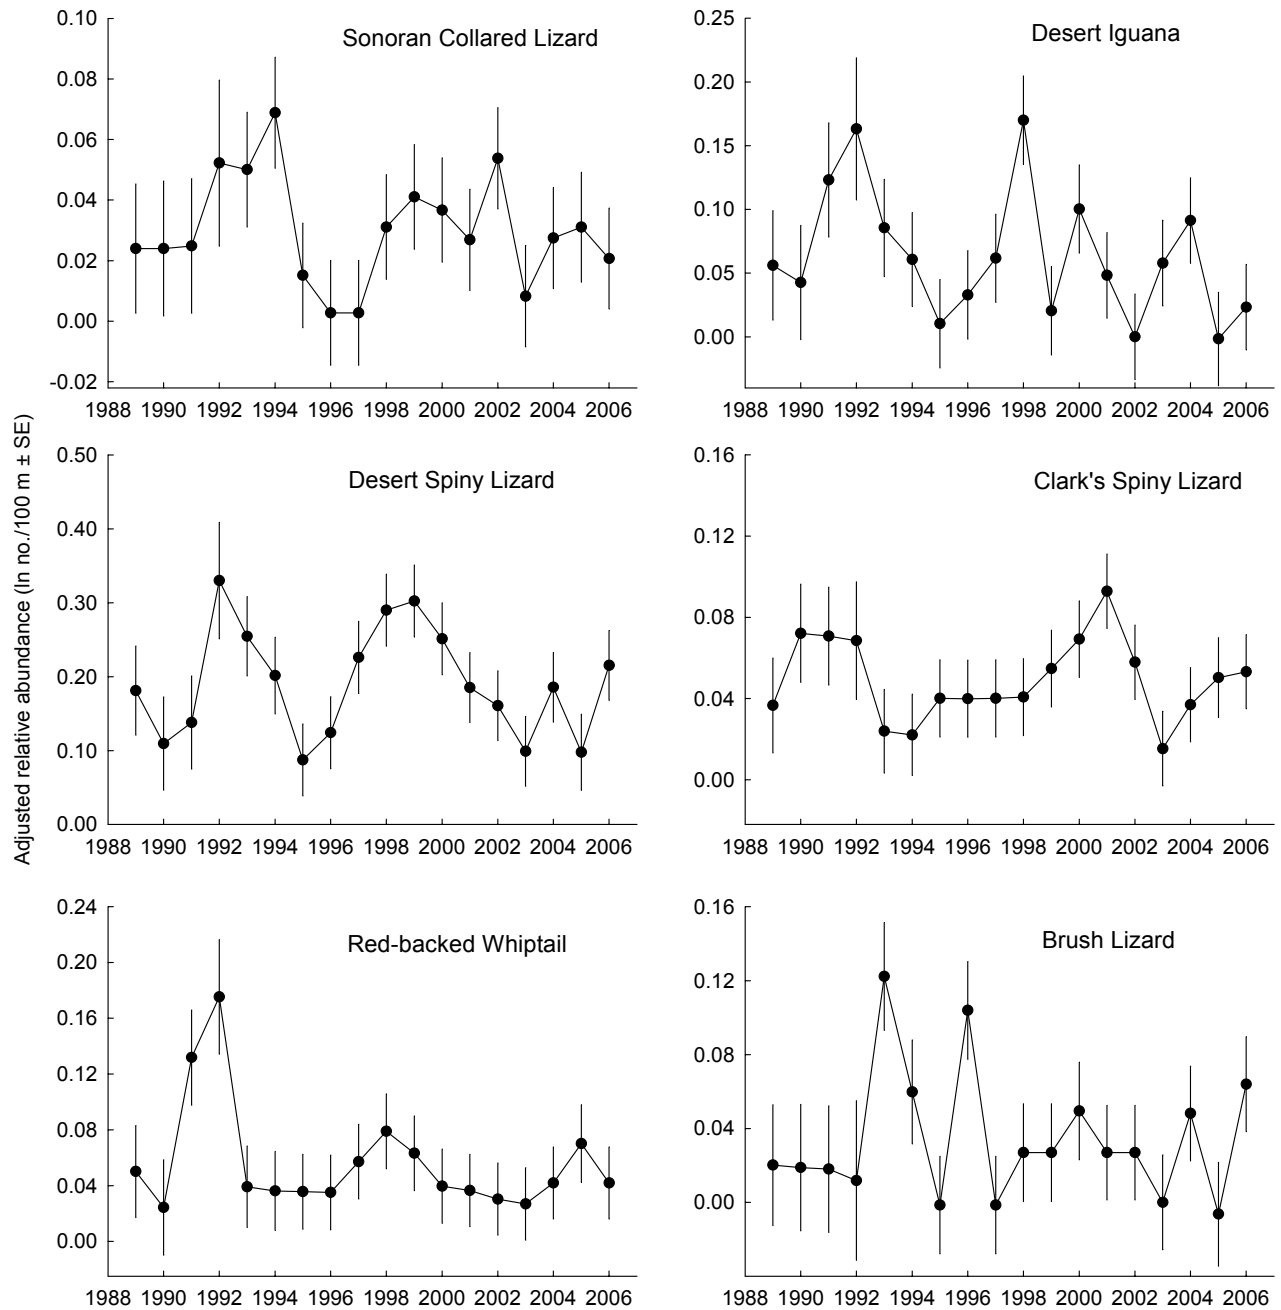 Adjusted relative abundance (ln no./100 m ± SE)
Sonoran Collared Lizard
0.10
0.08
0.06
0.04
0.02
0.00
-0.02
1988 1990 1992 1994 1996 1998 2000 2002 2004 2006
Desert Iguana
0.25
0.20
0.15
0.10
0.05
0.00
1988 1990 1992 1994 1996 1998 2000 2002 2004 2006
Desert Spiny Lizard
0.50
0.40
0.30
0.20
0.10
0.00
1988 1990 1992 1994 1996 1998 2000 2002 2004 2006
Clark's Spiny Lizard
0.16
0.12
0.08
0.04
0.00
1988 1990 1992 1994 1996 1998 2000 2002 2004 2006
Red-backed Whiptail
0.24
0.20
0.16
0.12
0.08
0.04
0.00
1988 1990 1992 1994 1996 1998 2000 2002 2004 2006
Brush Lizard
0.16
0.12
0.08
0.04
0.00
1988 1990 1992 1994 1996 1998 2000 2002 2004 2006